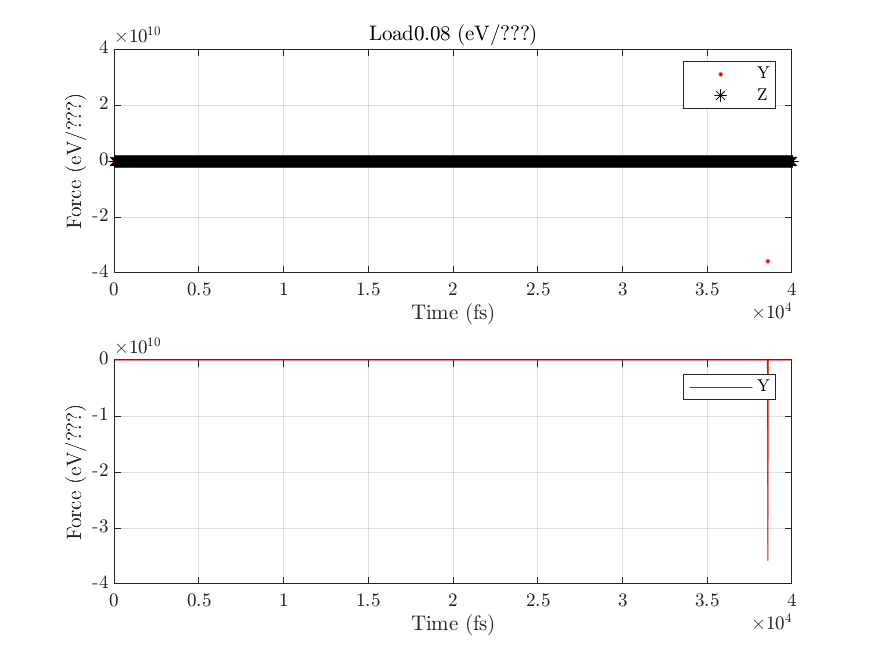 Load0.08 (eV/???)
×10^10
4
2
0
-2
-4
Force (eV/???)
Y
Z
0 0.5 1 1.5 2 2.5 3 3.5 4
Time (fs)
×10^4
×10^10
0
-1
-2
-3
-4
Force (eV/???)
Y
0 0.5 1 1.5 2 2.5 3 3.5 4
Time (fs)
×10^4